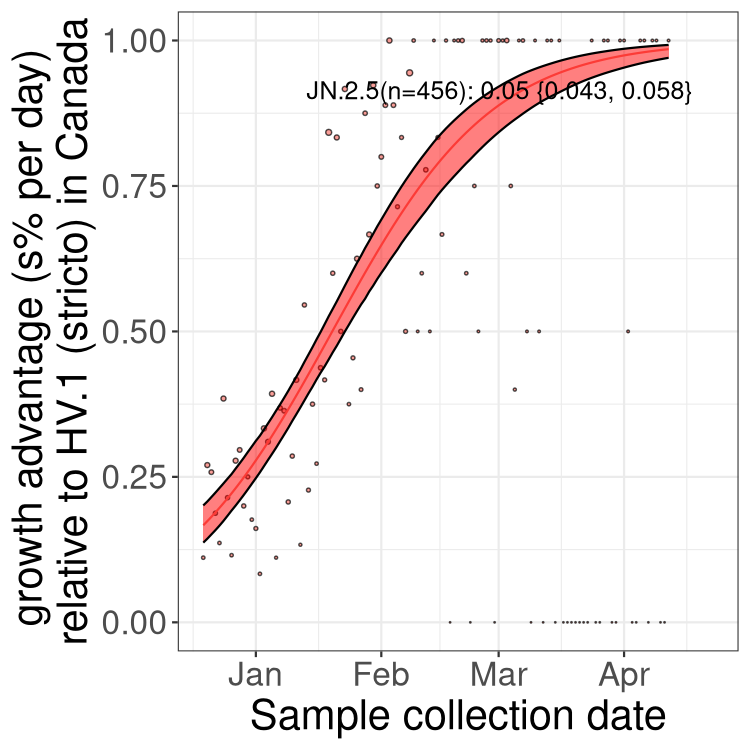 growth advantage (s% per day)
relative to HV.1 (stricto) in Canada
1.00
0.75
0.50
0.25
0.00
JN.2.5(n=456): 0.05 {0.043, 0.058}
Jan Feb Mar Apr
Sample collection date